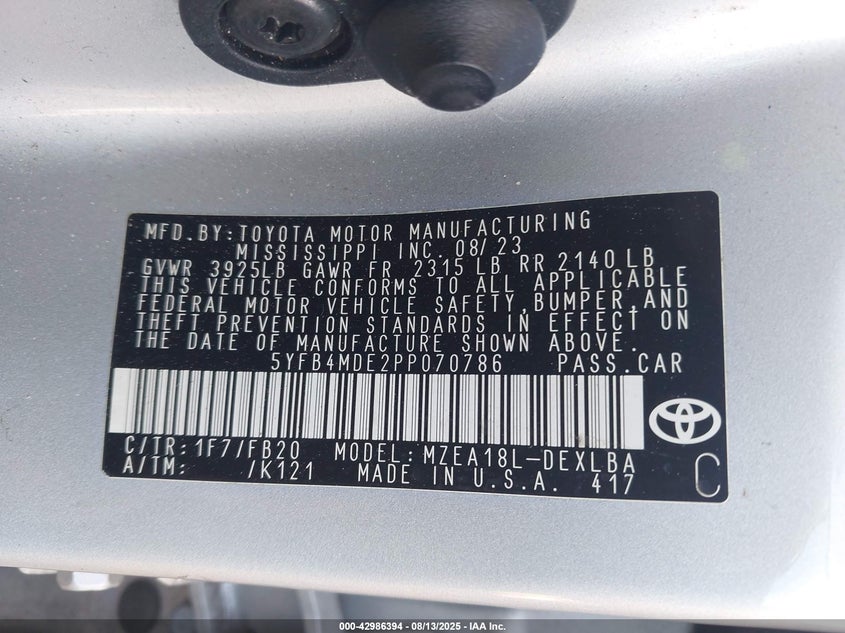 MFD.BY:TOYOTA MOTOR MANUFACTURING
MISSISSIPPI INC. 08/23
GVWR 3925LB GAWR FR 2315 LB RR 2140 LB
THIS VEHICLE CONFORMS TO ALL APPLICABLE
FEDERAL MOTOR VEHICLE SAFETY,BUMPER,AND
THEFT PREVENTION STANDARDS IN EFFECT ON
THE DATE OF MANUFACTURE SHOWN ABOVE.
5YFB4MDE2PP070786 PASS.CAR
C/TR: 1F7/FB20 MODEL:MZEA18L-DEXLBA
A/TM: /K121 MADE IN U.S.A. 417 C
000-42986394 - 08/13/2025 - IAA Inc.